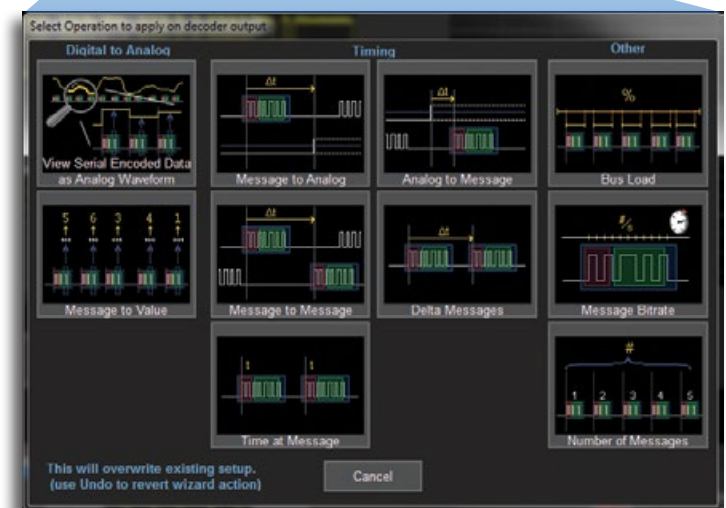 Select Operation to apply on decoder output
Digital to Analog
Timing
Other
View Serial Encoded Data
as Analog Waveform
Δt
Message to Analog
Δt
Analog to Message
%
Bus Load
5 6 3 4 1
Message to Value
Δt
Message to Message
Δt
Delta Messages
#/s
Message Bitrate
t t
Time at Message
#
1 2 3 4 5
Number of Messages
This will overwrite existing setup.
(use Undo to revert wizard action)
Cancel